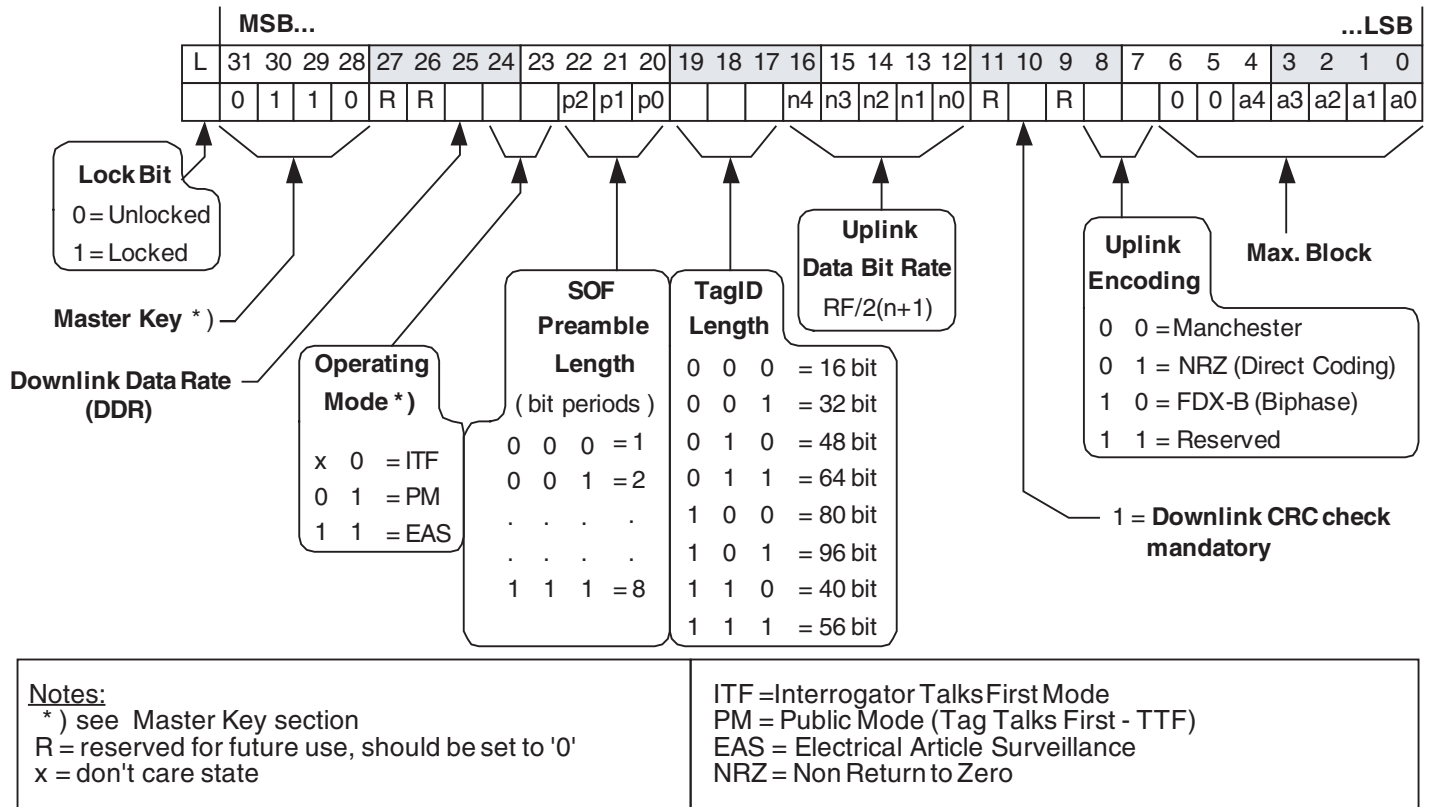 MSB... ...LSB
L 31 30 29 28 27 26 25 24 23 22 21 20 19 18 17 16 15 14 13 12 11 10 9 8 7 6 5 4 3 2 1 0
0 1 1 0 R R p2 p1 p0 n4 n3 n2 n1 n0 R R 0 0 a4 a3 a2 a1 a0
Lock Bit
0 = Unlocked
1 = Locked
Master Key *)
Downlink Data Rate
(DDR)
Operating
Mode *)
x 0 = ITF
0 1 = PM
1 1 = EAS
SOF
Preamble
Length
( bit periods )
0 0 0 = 1
0 0 1 = 2
. . . .
. . . .
1 1 1 = 8
TagID
Length
0 0 0 = 16 bit
0 0 1 = 32 bit
0 1 0 = 48 bit
0 1 1 = 64 bit
1 0 0 = 80 bit
1 0 1 = 96 bit
1 1 0 = 40 bit
1 1 1 = 56 bit
Uplink
Data Bit Rate
RF/2(n+1)
Uplink
Encoding
0 0 = Manchester
0 1 = NRZ (Direct Coding)
1 0 = FDX-B (Biphase)
1 1 = Reserved
Max. Block
1 = Downlink CRC check
mandatory
Notes:
*) see Master Key section
R = reserved for future use, should be set to '0'
x = don't care state
ITF = Interrogator Talks First Mode
PM = Public Mode (Tag Talks First - TTF)
EAS = Electrical Article Surveillance
NRZ = Non Return to Zero